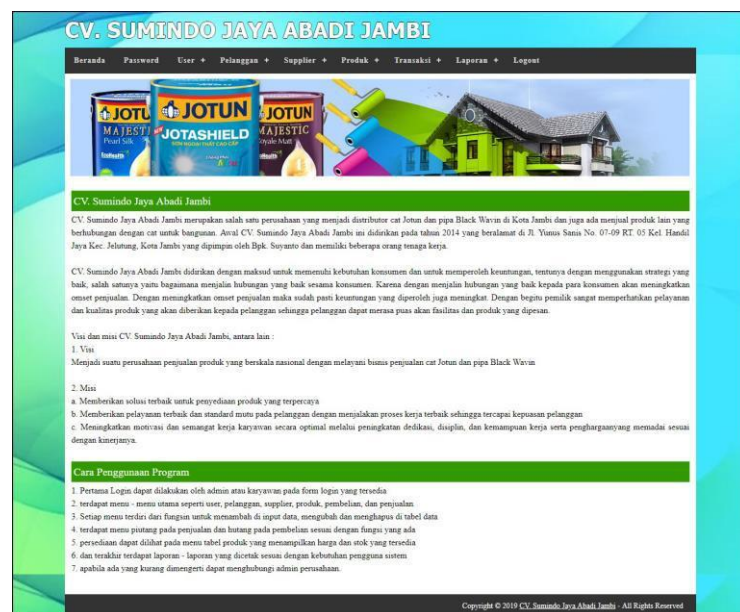 CV. SUMINDO JAYA ABADI JAMBI
Beranda Password User + Pelanggan + Supplier + Produk + Transaksi + Laporan + Logout
JOTUN JOTUN JOTUN
MAJESTIC
Pearl Silk
JOTASHIELD
SƠN NGOẠI THẤT CAO CẤP
MAJESTIC
Royale Matt
CV. Sumindo Jaya Abadi Jambi
CV. Sumindo Jaya Abadi Jambi merupakan salah satu perusahaan yang menjadi distributor cat Jotun dan pipa Black Wavin di Kota Jambi dan juga ada menjual produk lain yang
berhubungan dengan cat untuk bangunan. Awal CV. Sumindo Jaya Abadi Jambi ini didirikan pada tahun 2014 yang beralamat di Jl. Yunus Sanis No. 07-09 RT. 05 Kel. Handil
Jaya Kec. Jelutung, Kota Jambi yang dipimpin oleh Bpk. Suyanto dan memiliki beberapa orang tenaga kerja.
CV. Sumindo Jaya Abadi Jambi didirikan dengan maksud untuk memenuhi kebutuhan konsumen dan untuk memperoleh keuntungan, tentunya dengan menggunakan strategi yang
baik, salah satunya yaitu bagaimana menjalin hubungan yang baik sesama konsumen. Karena dengan menjalin hubungan yang baik kepada para konsumen akan meningkatkan
omset penjualan. Dengan meningkatkan omset penjualan maka sudah pasti keuntungan yang diperoleh juga meningkat. Dengan begitu pemilik sangat memperhatikan pelayanan
dan kualitas produk yang akan diberikan kepada pelanggan sehingga pelanggan dapat merasa puas akan fasilitas dan produk yang dipesan.
Visi dan misi CV. Sumindo Jaya Abadi Jambi, antara lain :
1. Visi
Menjadi suatu perusahaan penjualan produk yang berskala nasional dengan melayani bisnis penjualan cat Jotun dan pipa Black Wavin
2. Misi
a. Memberikan solusi terbaik untuk penyediaan produk yang terpercaya
b. Memberikan pelayanan terbaik dan standard mutu pada pelanggan dengan menjalakan proses kerja terbaik sehingga tercapai kepuasan pelanggan
c. Meningkatkan motivasi dan semangat kerja karyawan secara optimal melalui peningkatan dedikasi, disiplin, dan kemampuan kerja serta penghargaanyang memadai sesuai
dengan kinerjanya.
Cara Penggunaan Program
1. Pertama Login dapat dilakukan oleh admin atau karyawan pada form login yang tersedia
2. terdapat menu - menu utama seperti user, pelanggan, supplier, produk, pembelian, dan penjualan
3. Setiap menu terdiri dari fungsin untuk menambah di input data, mengubah dan menghapus di tabel data
4. terdapat menu piutang pada penjualan dan hutang pada pembelian sesuai dengan fungsi yang ada
5. persediaan dapat dilihat pada menu tabel produk yang menampilkan harga dan stok yang tersedia
6. dan terakhir terdapat laporan - laporan yang dicetak sesuai dengan kebutuhan pengguna sistem
7. apabila ada yang kurang dimengerti dapat menghubungi admin perusahaan.
Copyright © 2019 CV. Sumindo Jaya Abadi Jambi - All Rights Reserved